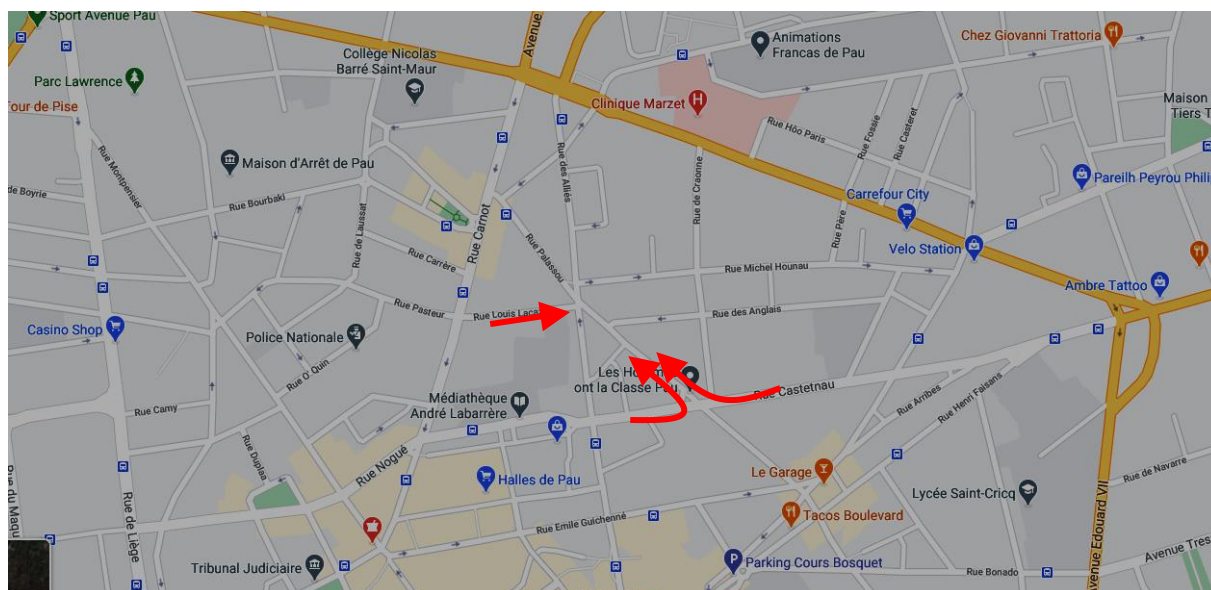 Sport Avenue Pau
Avenue
Animations
Francas de Pau
Chez Giovanni Trattoria
Collège Nicolas
Barré Saint-Maur
Parc Lawrence
Tour de Pise
Clinique Marzet
H
Maison
Tiers T
Rue Hôo Paris
Rue Fossie
Rue Casteret
Rue Montpensier
Maison d'Arrêt de Pau
Rue des Alliés
Rue de Craonne
Pareilh Peyrou Phili
de Boyrie
Rue Bourbaki
Rue de Laussat
Rue Carnot
Carrefour City
Rue Père
Velo Station
Rue Carrère
Rue Palassou
Rue Michel Hounau
Ambre Tattoo
Rue Pasteur
Rue Louis Laca
Rue des Anglais
Casino Shop
Police Nationale
Rue O' Quin
Les Ho
ont la Classe Pau
Rue Castetnau
Médiathèque
André Labarrère
Rue Arribes
Rue Henri Faisans
Rue Camy
Rue Duplaa
Rue Nogué
Halles de Pau
Le Garage
Lycée Saint-Cricq
Rue de Navarre
Rue du Maqu
Rue de Liège
Tacos Boulevard
Rue Emile Guichenné
Avenue Edouard VII
Tribunal Judiciaire
P
Parking Cours Bosquet
Rue Bonado
Avenue Tres